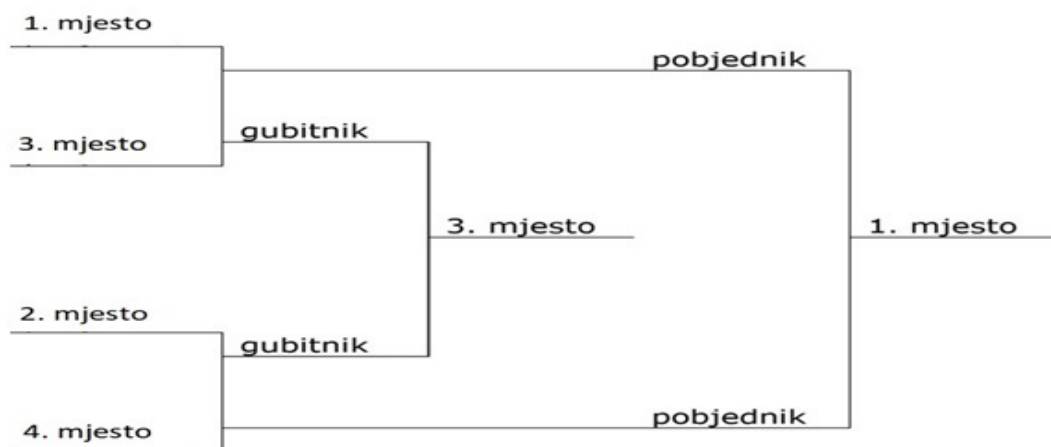 1. mjesto
pobjednik
gubitnik
3. mjesto
3. mjesto
1. mjesto
2. mjesto
gubitnik
pobjednik
4. mjesto